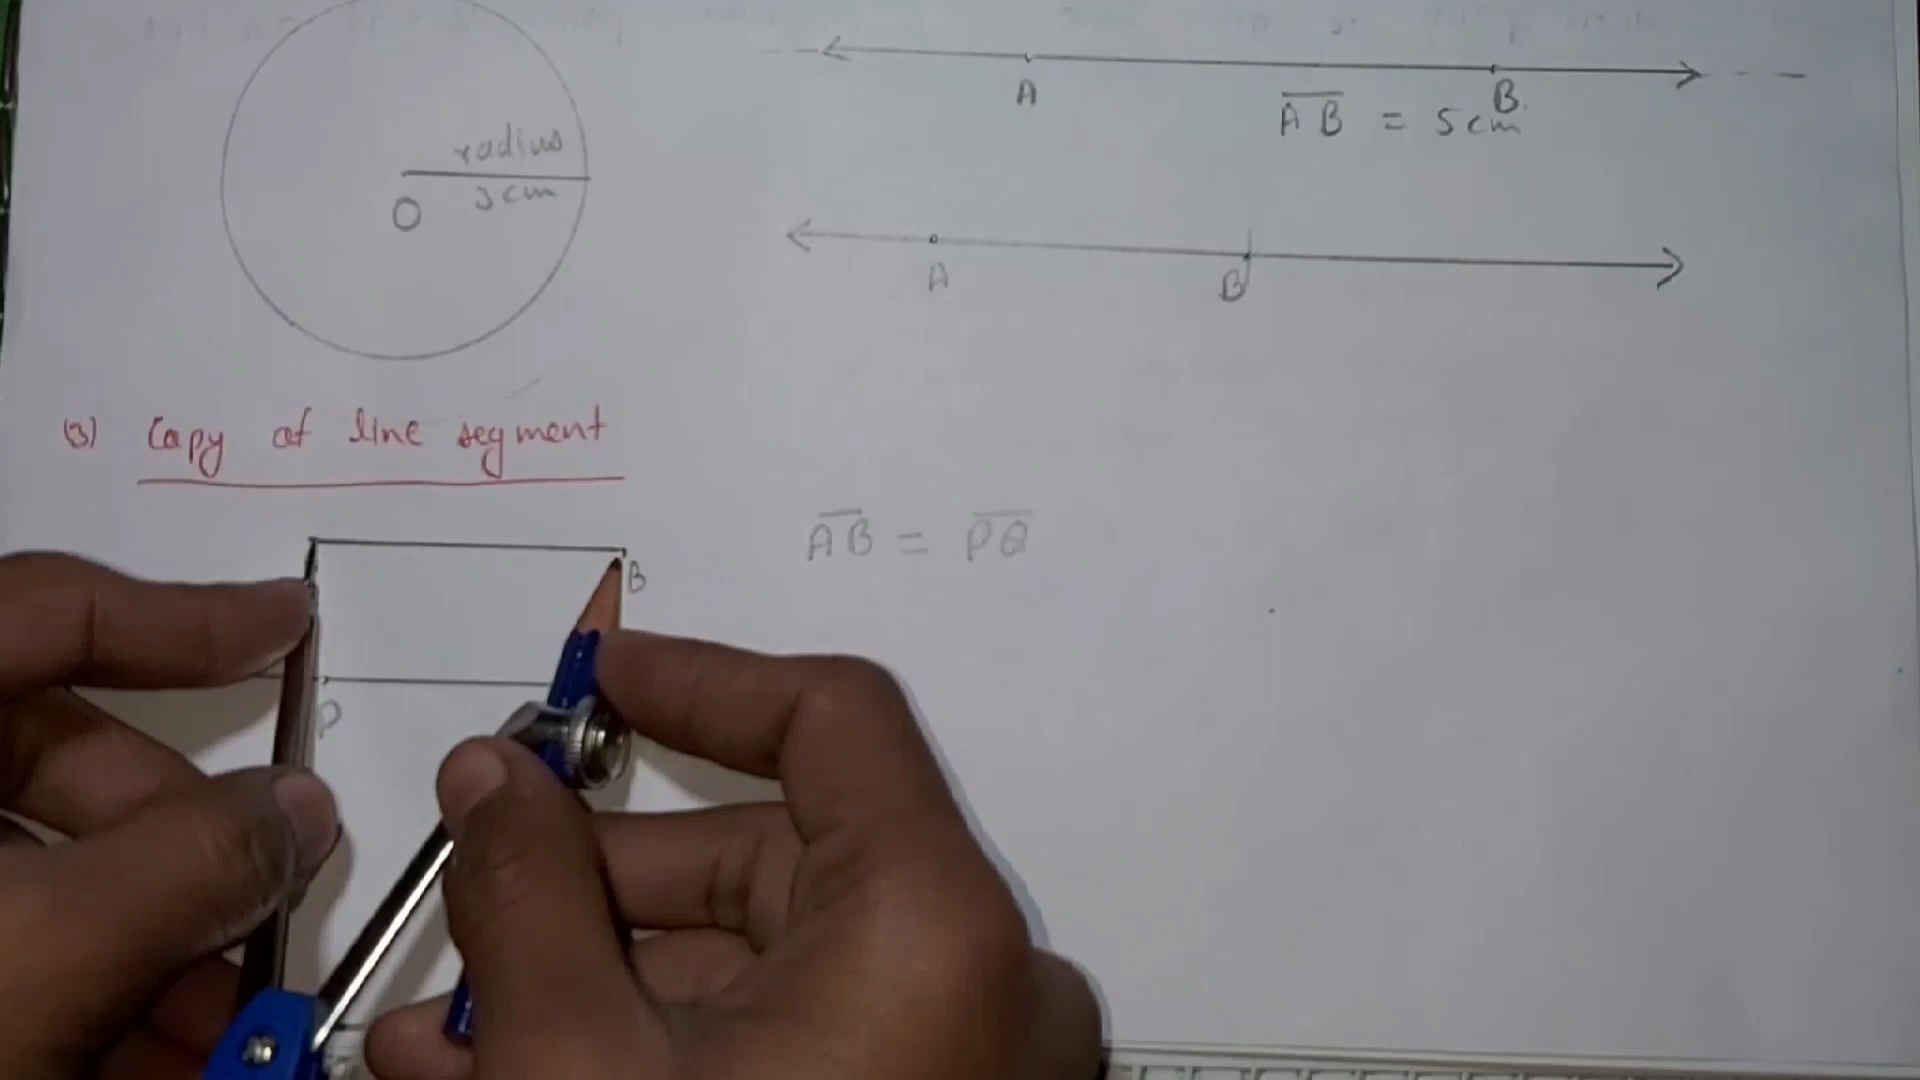 radius
3cm
O
A
B.
AB = 5cm
A
B
(3) Copy of line segment
B
AB = PQ
P